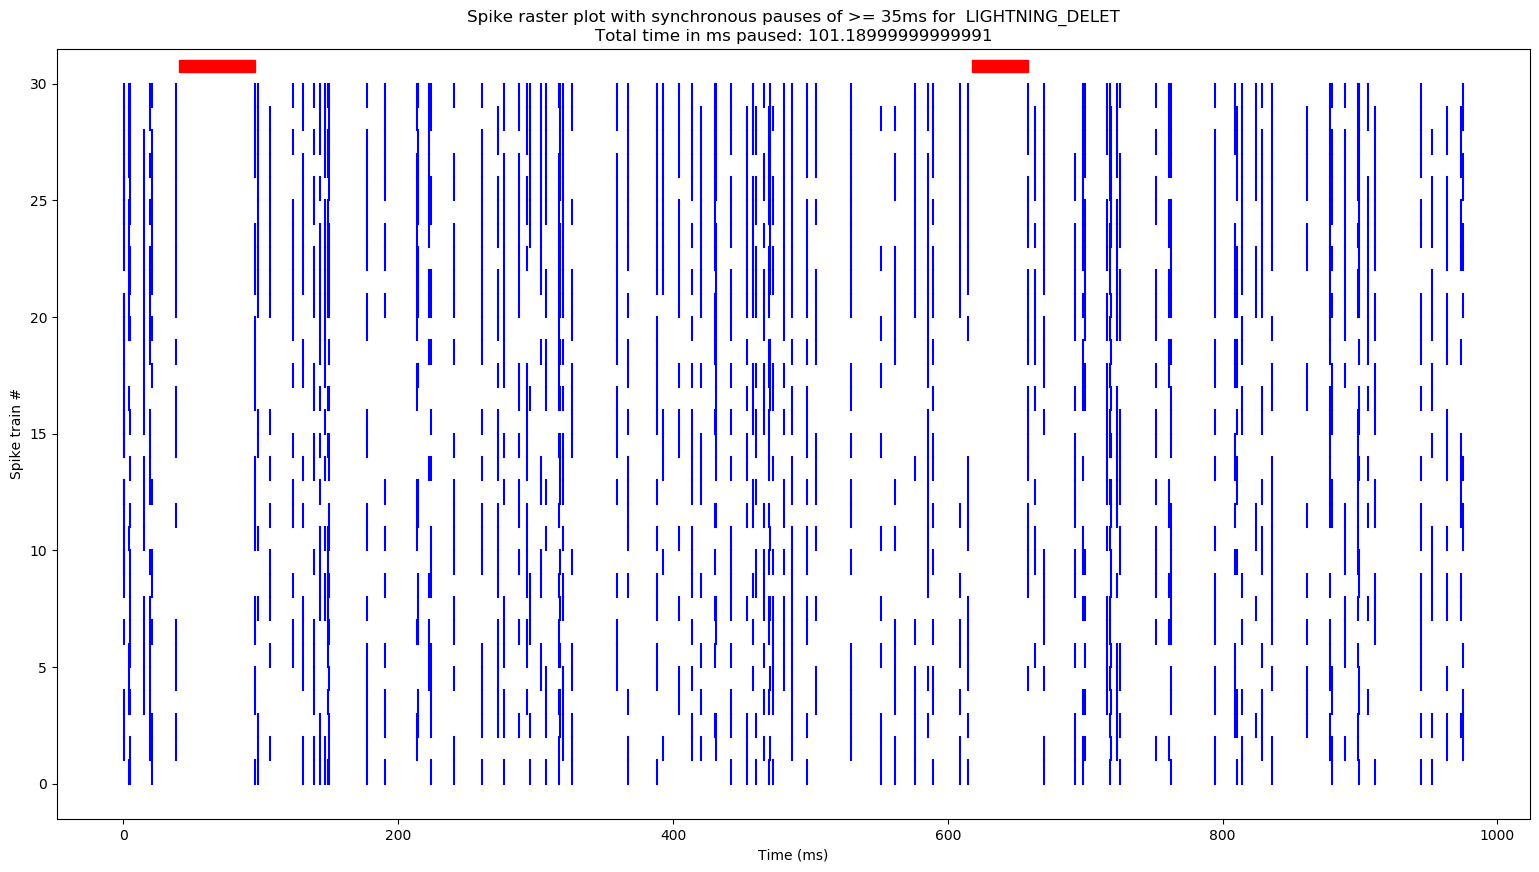 Spike raster plot with synchronous pauses of >= 35ms for  LIGHTNING_DELET
Total time in ms paused: 101.18999999999991
30
25
20
15
10
5
0
Spike train #
0 200 400 600 800 1000
Time (ms)